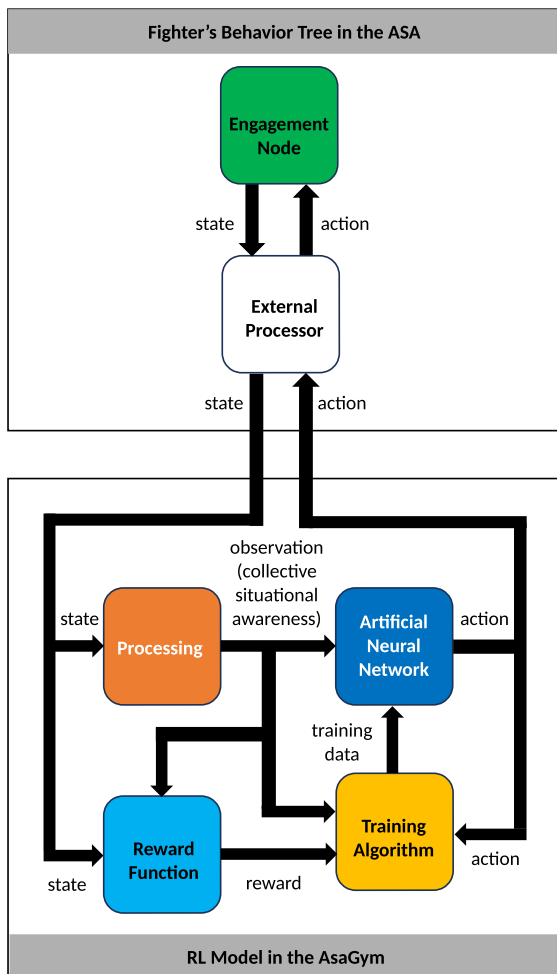 Fighter’s Behavior Tree in the ASA
Engagement
Node
state
action
External
Processor
state
action
observation
(collective
situational
awareness)
state
Processing
Artificial
Neural
Network
action
training
data
Reward
Function
Training
Algorithm
state
reward
action
RL Model in the AsaGym